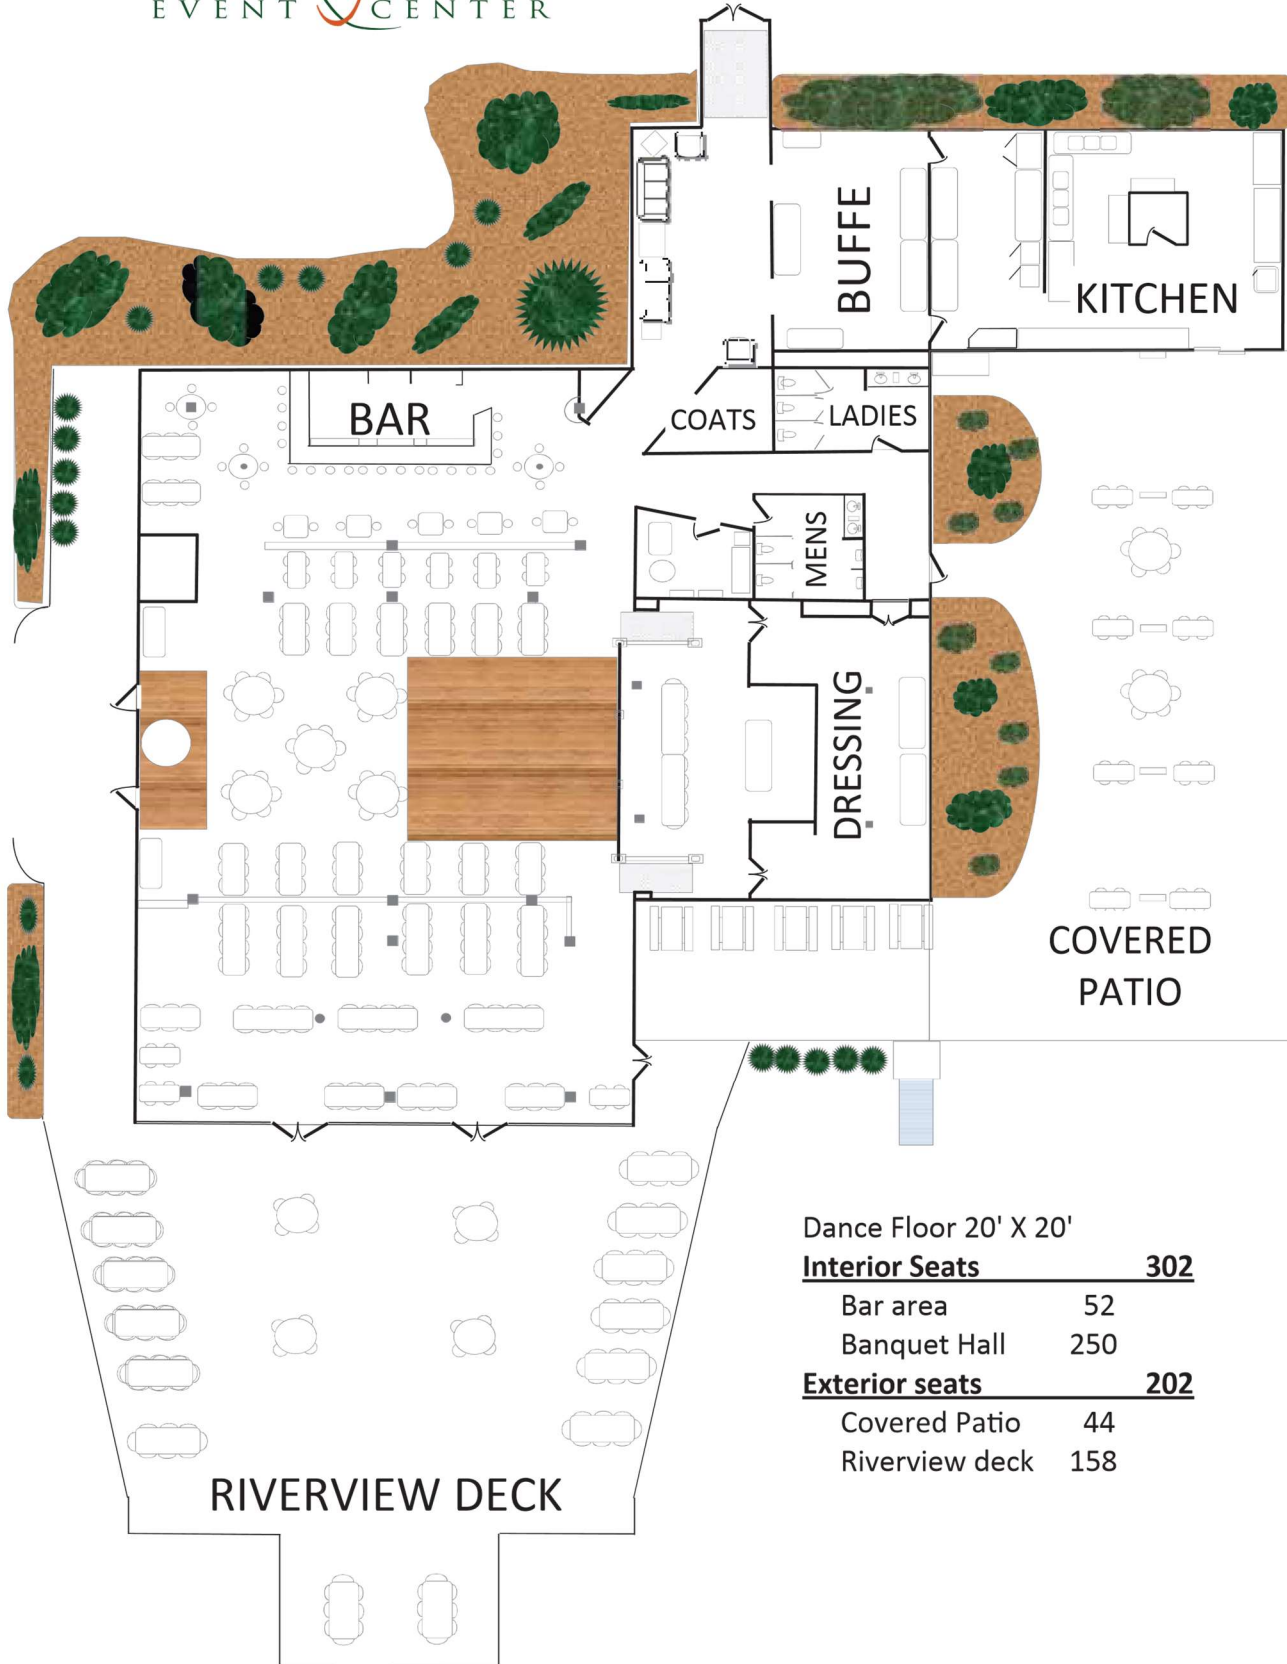 EVENT CENTER
BUFFE
KITCHEN
BAR
COATS
LADIES
MENS
DRESSING
COVERED
PATIO
Dance Floor 20' X 20'
Interior Seats 302
Bar area 52
Banquet Hall 250
Exterior seats 202
Covered Patio 44
Riverview deck 158
RIVERVIEW DECK